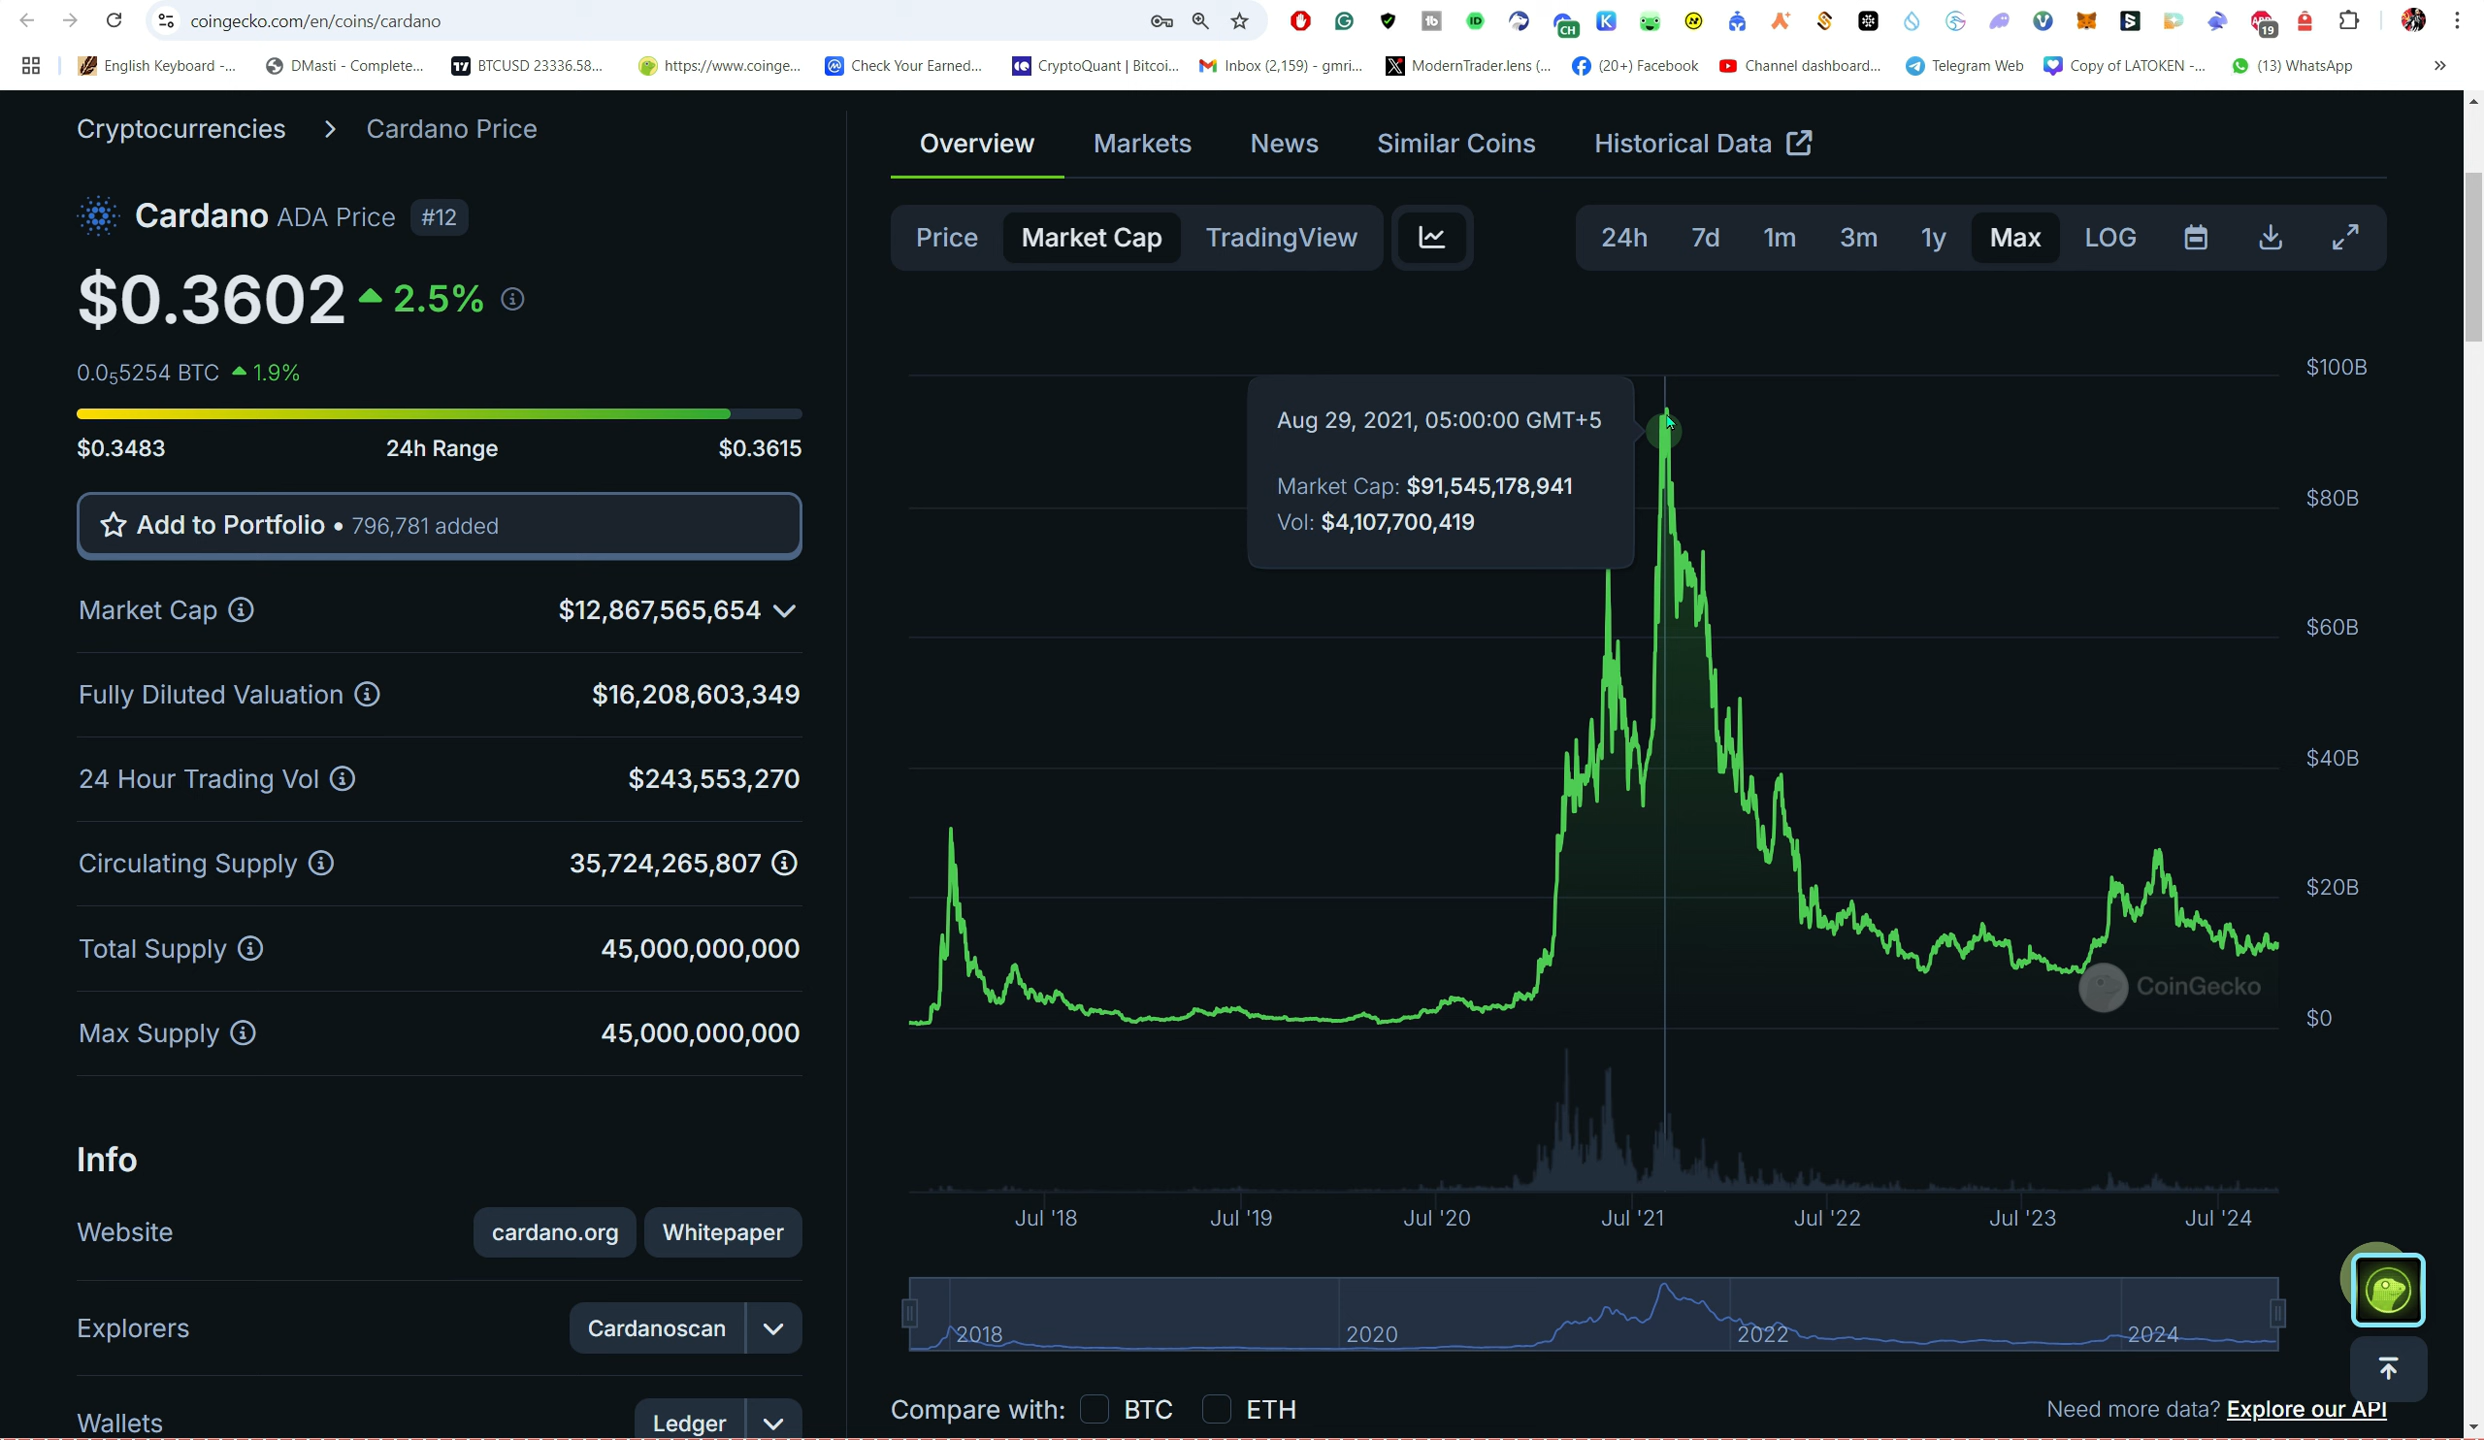 coingecko.com/en/coins/cardano
CH
19
English Keyboard -...
DMasti - Complete...
BTCUSD 23336.58...
https://www.coinge...
Check Your Earned...
CryptoQuant | Bitcoi...
Inbox (2,159) - gmri...
ModernTrader.lens (...
(20+) Facebook
Channel dashboard...
Telegram Web
Copy of LATOKEN -...
(13) WhatsApp
»
Cryptocurrencies > Cardano Price
Cardano ADA Price #12
$0.3602 2.5%
0.0₅5254 BTC 1.9%
$0.3483 24h Range $0.3615
Add to Portfolio • 796,781 added
Market Cap $12,867,565,654
Fully Diluted Valuation $16,208,603,349
24 Hour Trading Vol $243,553,270
Circulating Supply 35,724,265,807
Total Supply 45,000,000,000
Max Supply 45,000,000,000
Info
Website cardano.org Whitepaper
Explorers Cardanoscan
Wallets Ledger
Overview Markets News Similar Coins Historical Data
Price Market Cap TradingView
24h 7d 1m 3m 1y Max LOG
Aug 29, 2021, 05:00:00 GMT+5
Market Cap: $91,545,178,941
Vol: $4,107,700,419
$100B
$80B
$60B
$40B
$20B
$0
CoinGecko
Jul '18 Jul '19 Jul '20 Jul '21 Jul '22 Jul '23 Jul '24
2018 2020 2022 2024
Compare with: BTC ETH
Need more data? Explore our API